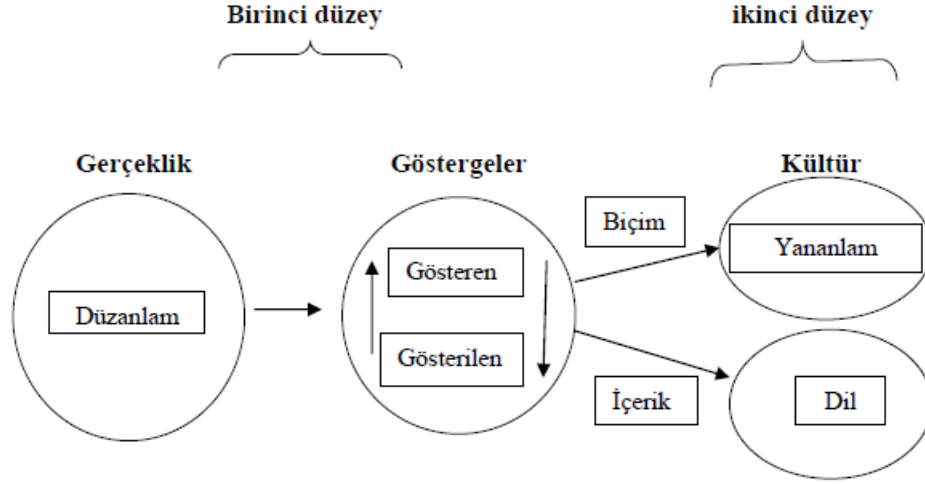 Birinci düzey
ikinci düzey
Gerçeklik
Göstergeler
Kültür
Biçim
Gösteren
Yananlam
Düzanlam
Gösterilen
İçerik
Dil